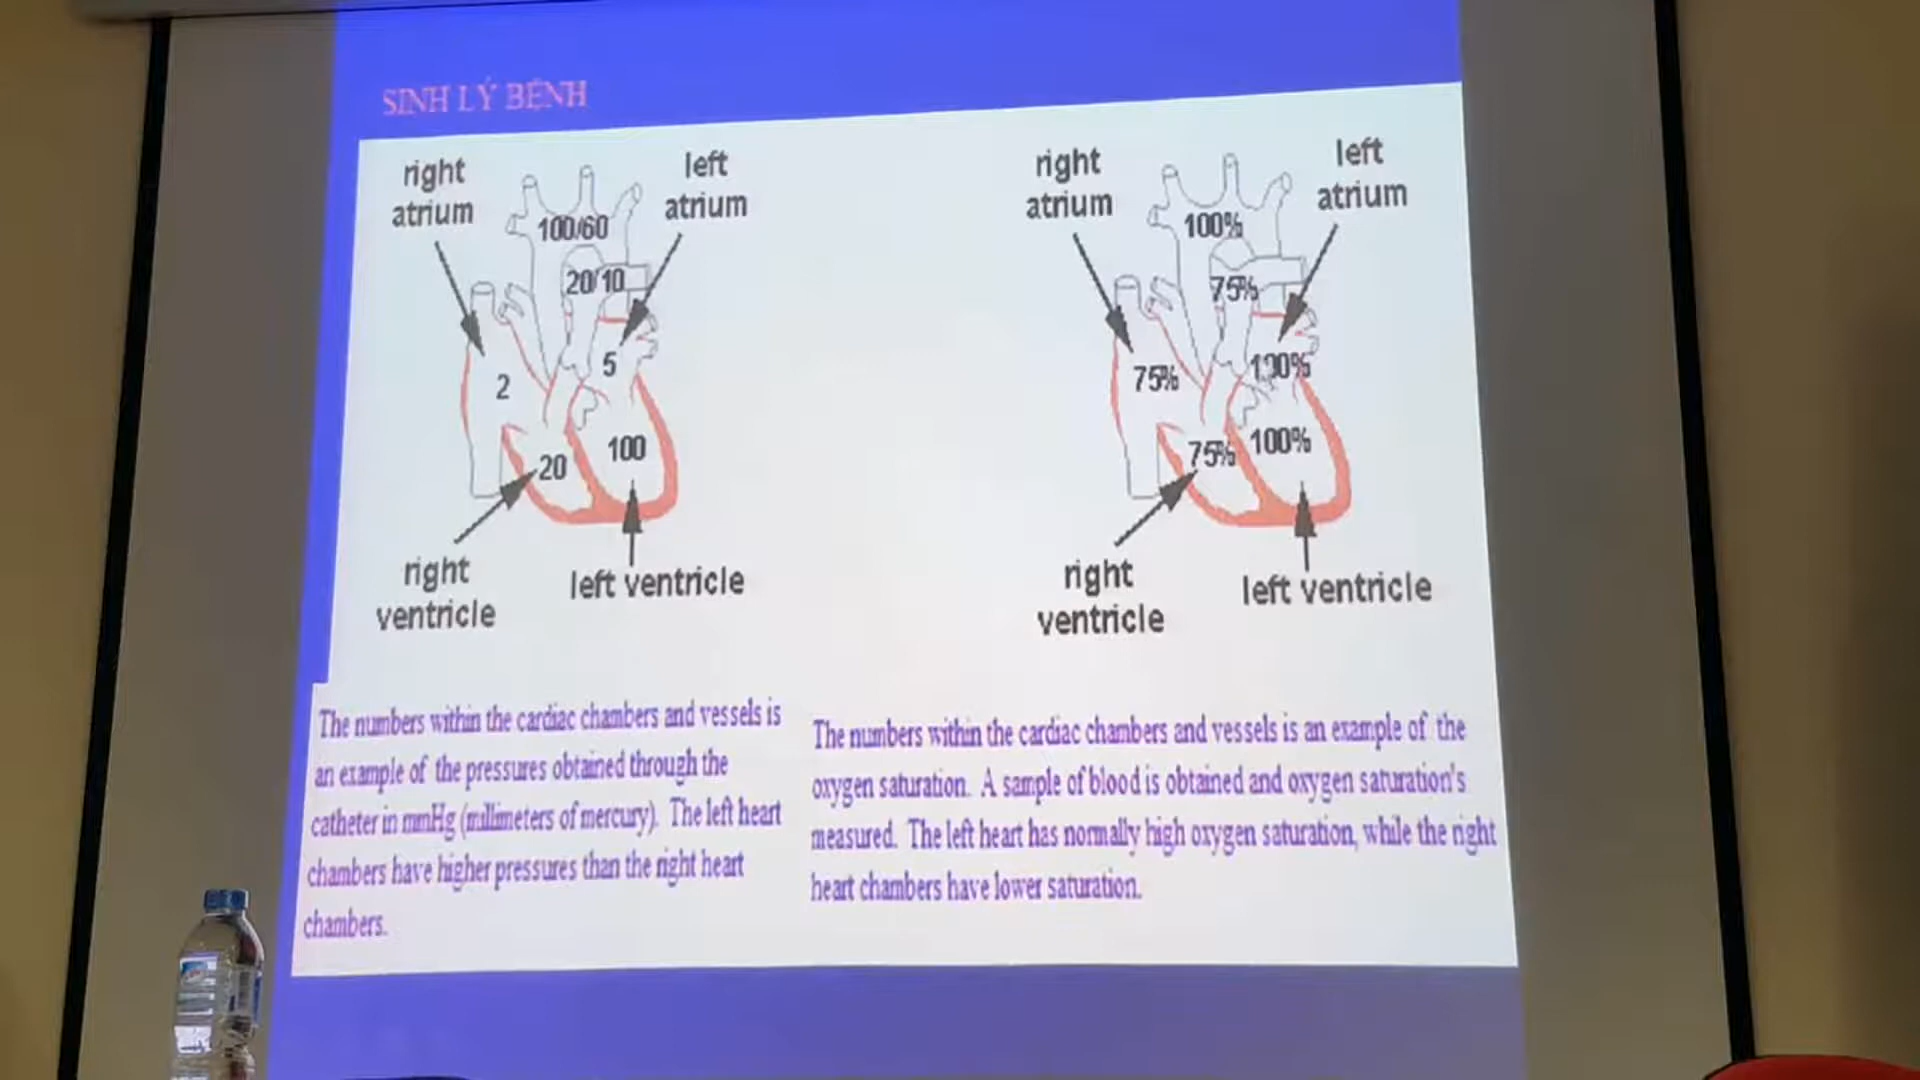 SINH LÝ BỆNH
right
atrium
left
atrium
100/60
20/10
5
2
100
20
right
ventricle
left ventricle
The numbers within the cardiac chambers and vessels is
an example of the pressures obtained through the
catheter in mmHg (millimeters of mercury). The left heart
chambers have higher pressures than the right heart
chambers.
right
atrium
left
atrium
100%
75%
100%
75%
100%
75%
right
ventricle
left ventricle
The numbers within the cardiac chambers and vessels is an example of the
oxygen saturation. A sample of blood is obtained and oxygen saturation's
measured. The left heart has normally high oxygen saturation, while the right
heart chambers have lower saturation.